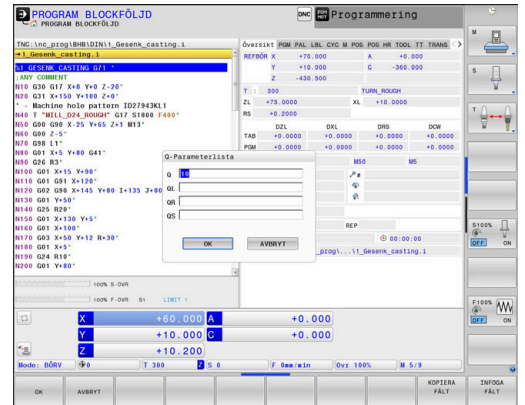 PROGRAM BLOCKFÖLJD
PROGRAM BLOCKFÖLJD
DNC
Programmering
TNC:\nc_prog\BHB\DIN\1_Gesenk_casting.i
→1_Gesenk_casting.i
%1_GESENK_CASTING G71 *
;ANY COMMENT
N10 G30 G17 X+0 Y+0 Z-20*
N20 G31 X+150 Y+100 Z+0*
* - Machine hole pattern ID27943KL1
N40 T "MILL_D24_ROUGH" G17 S1800 F400*
N50 G00 G90 X-25 Y+65 Z+1 M13*
N60 G00 Z-5*
N70 G98 L1*
N80 G01 X+5 Y+80 G41*
N90 G26 R3*
N100 G01 X+15 Y+90*
N110 G01 G91 X+120*
N120 G02 G90 X+145 Y+80 I+135 J+80
N130 G01 Y+50*
N140 G25 R20*
N150 G01 X+130 Y+5*
N160 G01 X+100*
N170 G03 X+50 Y+12 R+30*
N180 G01 X+5*
N190 G24 R10*
N200 G01 Y+80*
100% S-OVR
100% F-OVR S1 LIMIT 1
Översikt PGM PAL LBL CYC M POS POS HR TOOL TT TRANS
REFBÖR X +70.000 A +0.000
Y +10.000 C -360.000
Z -430.500
T : 300 TURN_ROUGH
ZL +75.0000 XL +10.0000
RS +0.2000
DZL DXL DRS DCW
TAB +0.0000 +0.0000 +0.0000 +0.0000
PGM +0.0000 +0.0000 +0.0000 +0.0000
M50 M5
REP
00:00:00
_prog\...\1_Gesenk_casting.i
Q-Parameterlista
Q 10
QL
QR
QS
OK
AVBRYT
X +60.000 A +0.000
Y +10.000 C +0.000
Z +10.200
Mode: BÖRV 0 T 300 Z S 0 F 0mm/min Ovr 100% M 5/9
M
S
T
S100%
OFF ON
F100%
OFF ON
OK
AVBRYT
KOPIERA FÄLT
INFOGA FÄLT